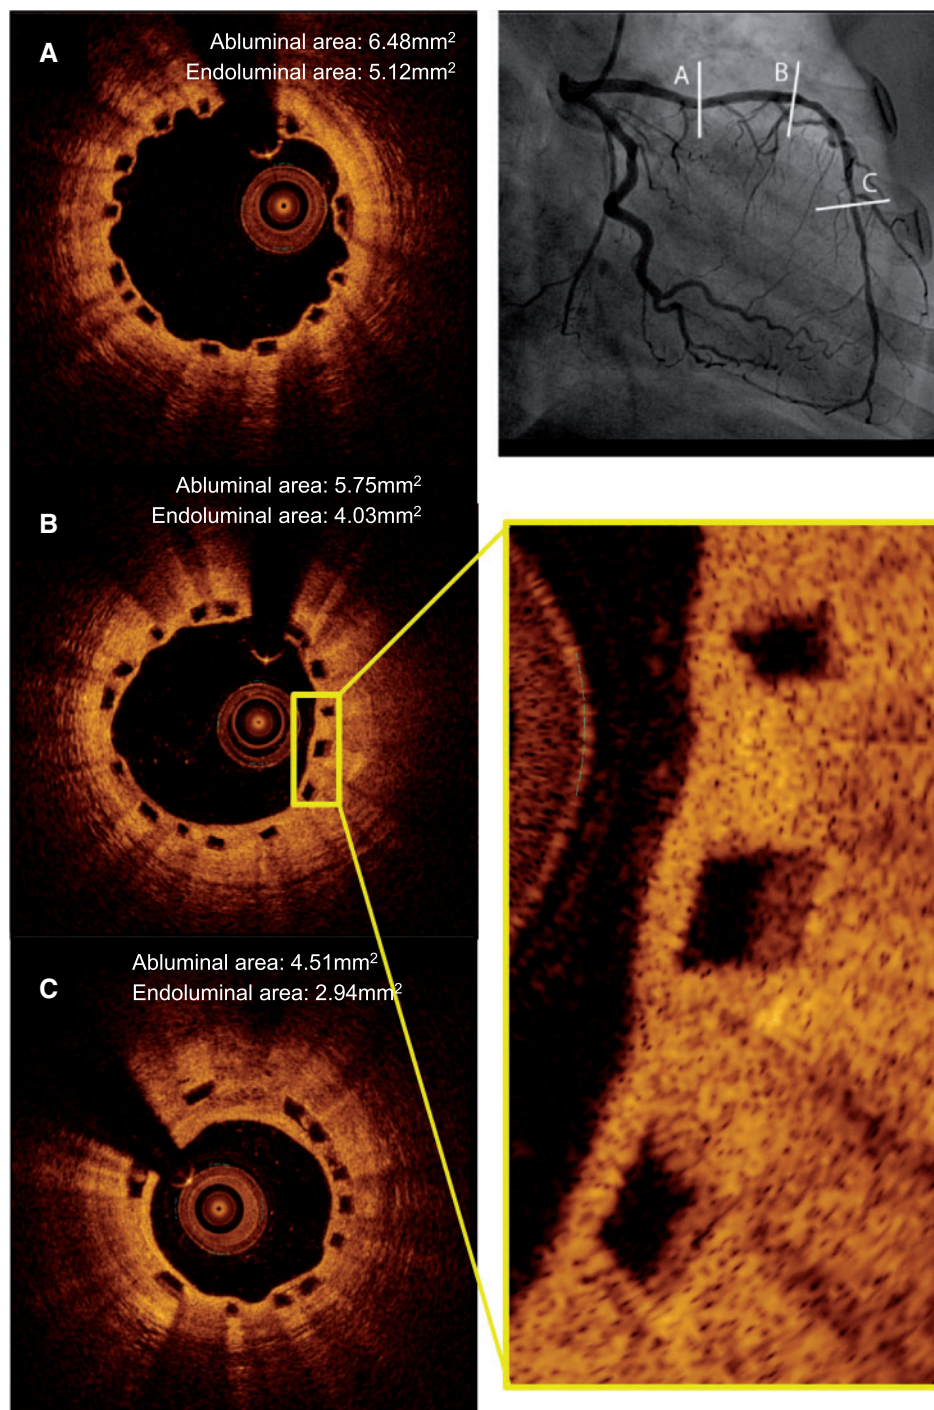 A
Abluminal area: 6.48mm²
Endoluminal area: 5.12mm²
A
B
C
Abluminal area: 5.75mm²
B
Endoluminal area: 4.03mm²
Abluminal area: 4.51mm²
C
Endoluminal area: 2.94mm²